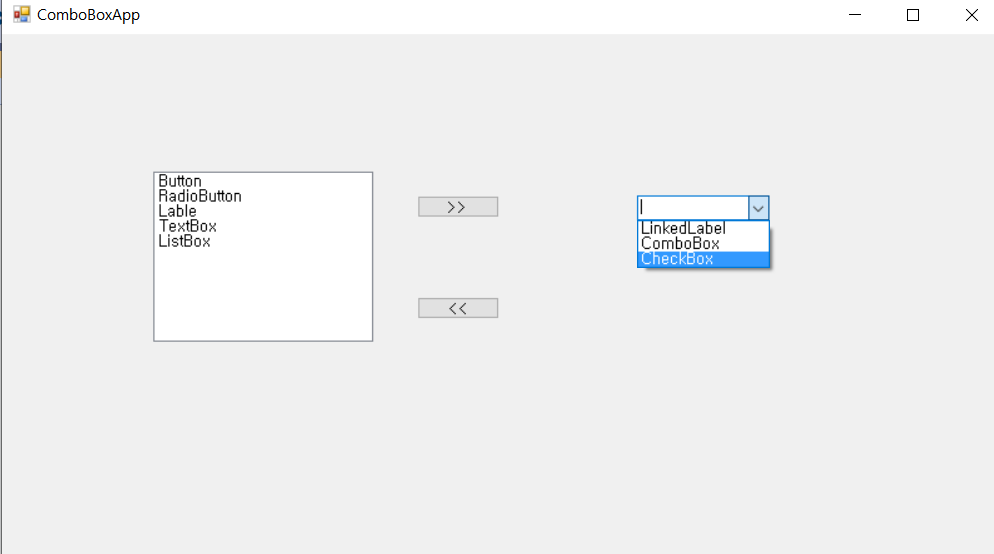 ComboBoxApp
Button
RadioButton
Lable
TextBox
ListBox
>>
<<
LinkedLabel
ComboBox
CheckBox